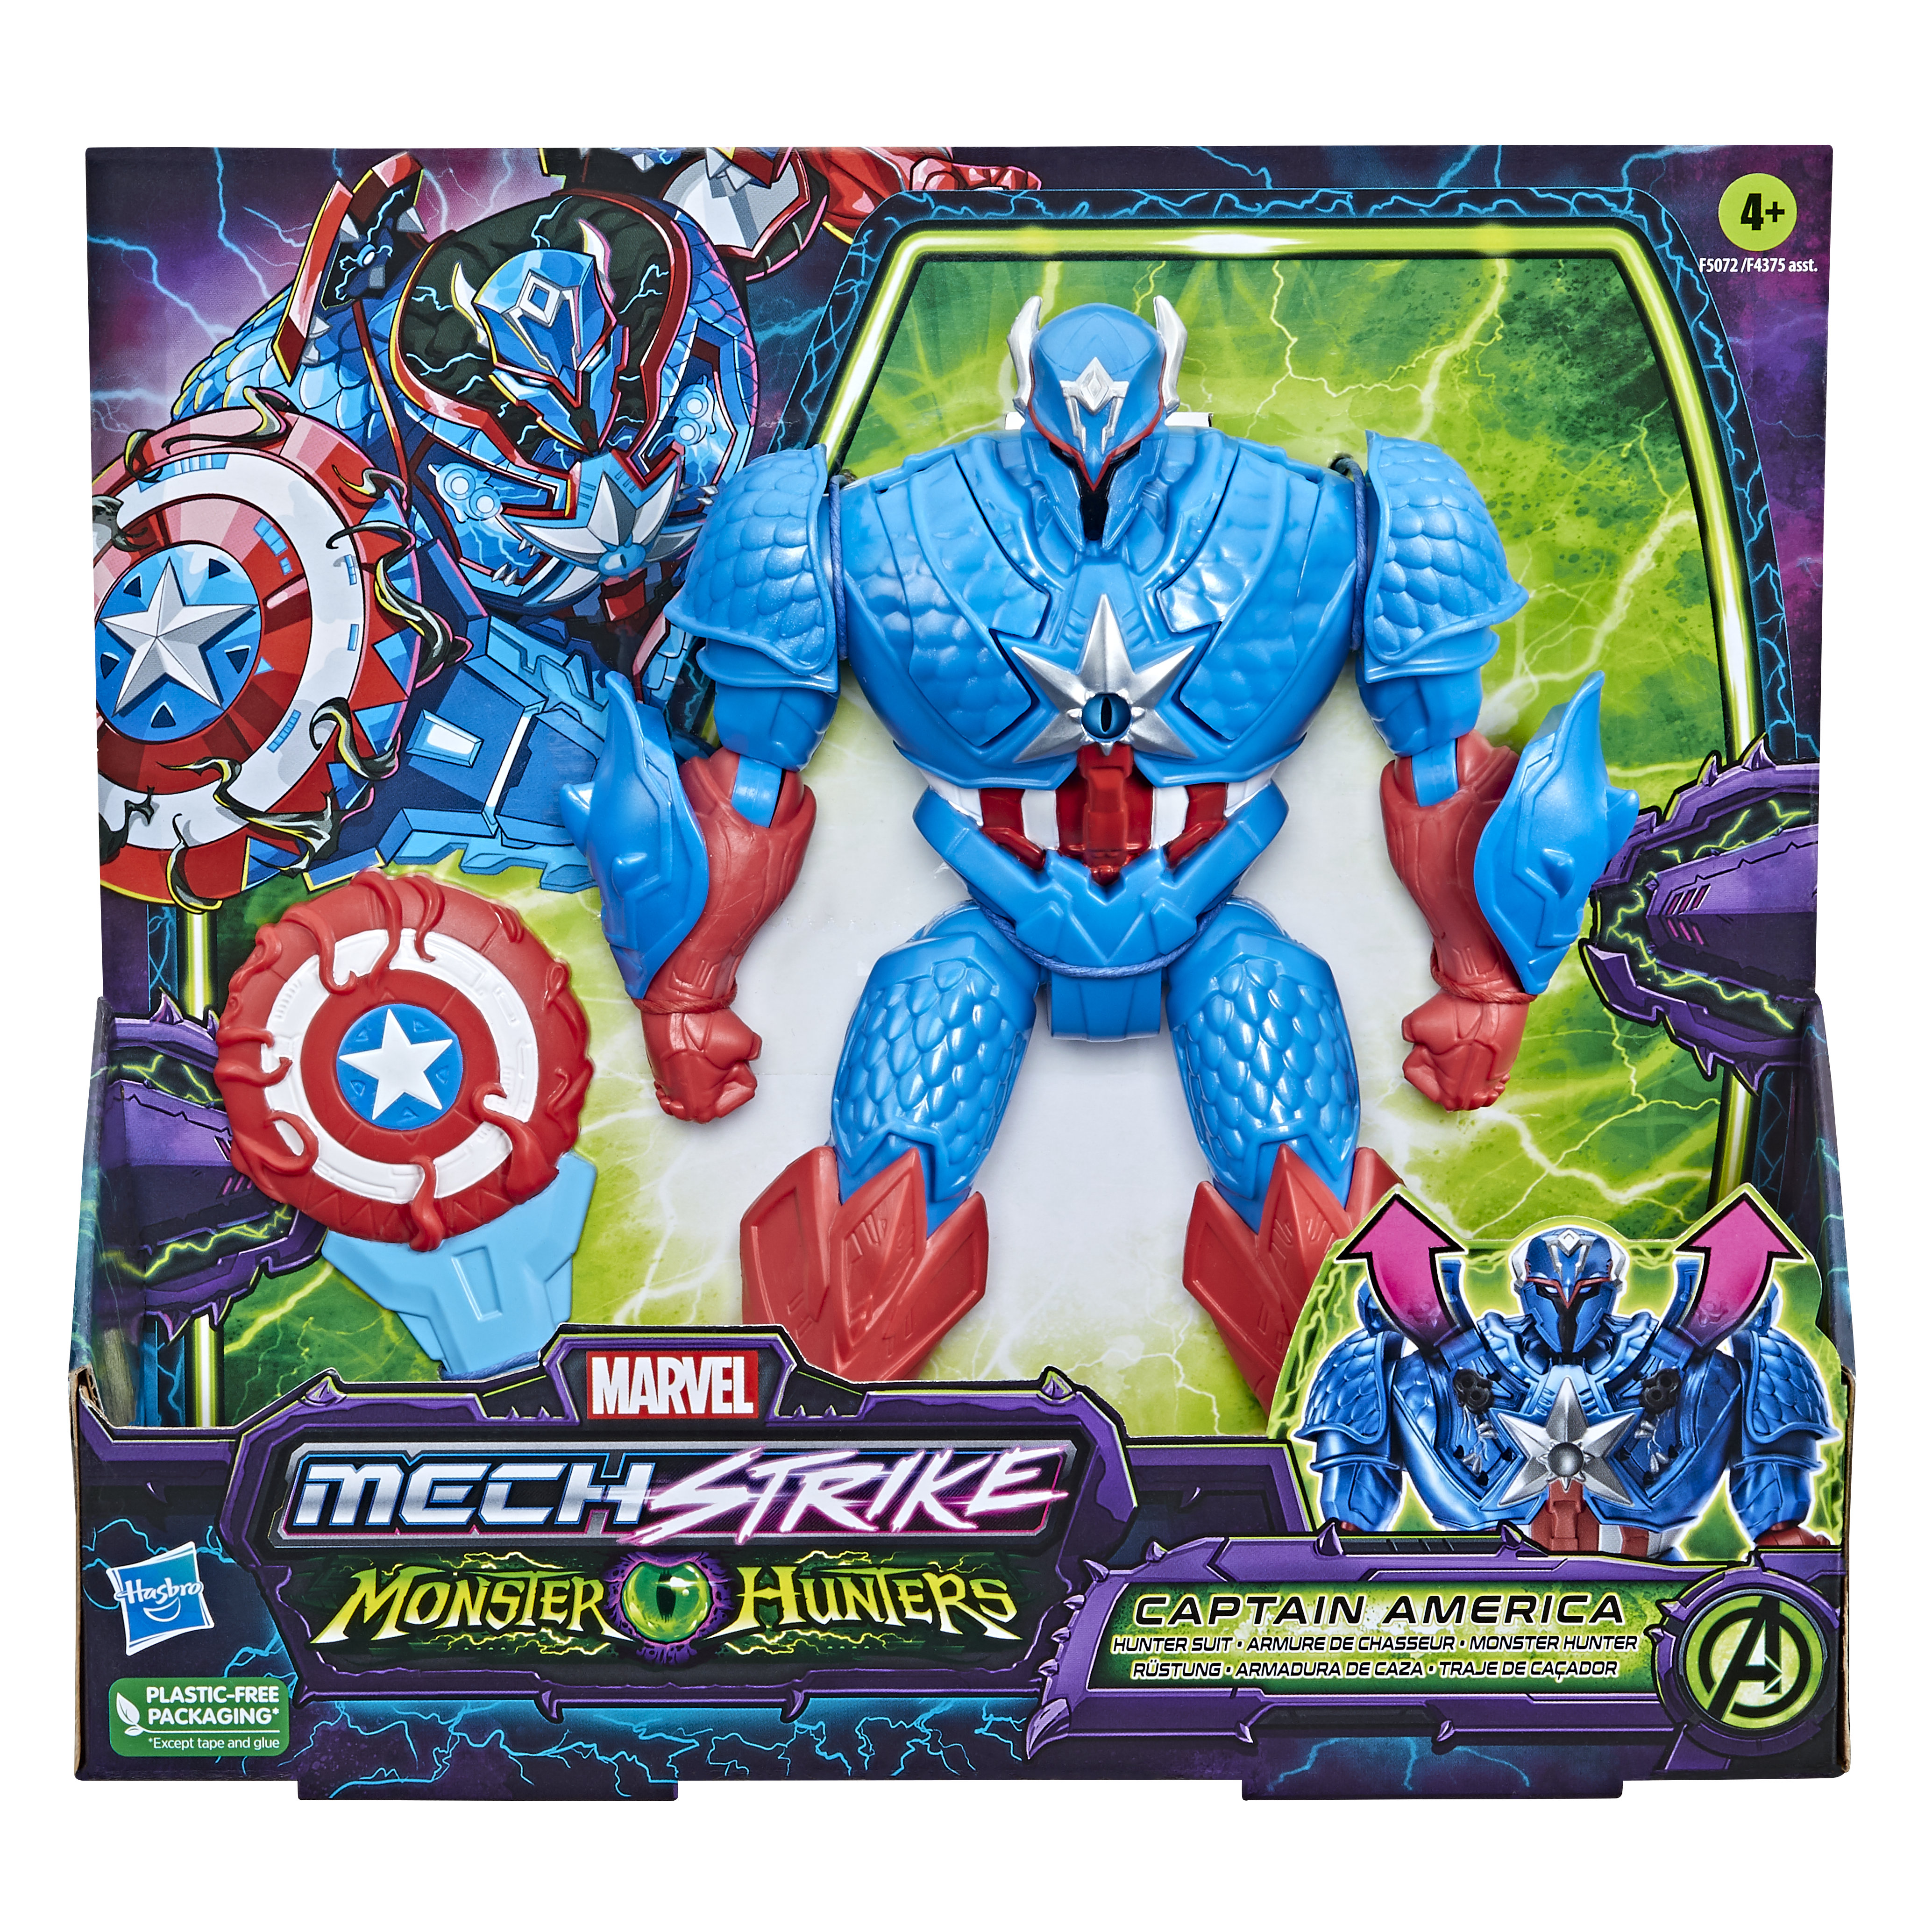 4+
F5072 /F4375 asst.
MARVEL
MECH STRIKE
MONSTER HUNTERS
Hasbro
PLASTIC-FREE
PACKAGING*
*Except tape and glue
CAPTAIN AMERICA
HUNTER SUIT • ARMURE DE CHASSEUR • MONSTER HUNTER
RÜSTUNG • ARMADURA DE CAZA • TRAJE DE CAÇADOR